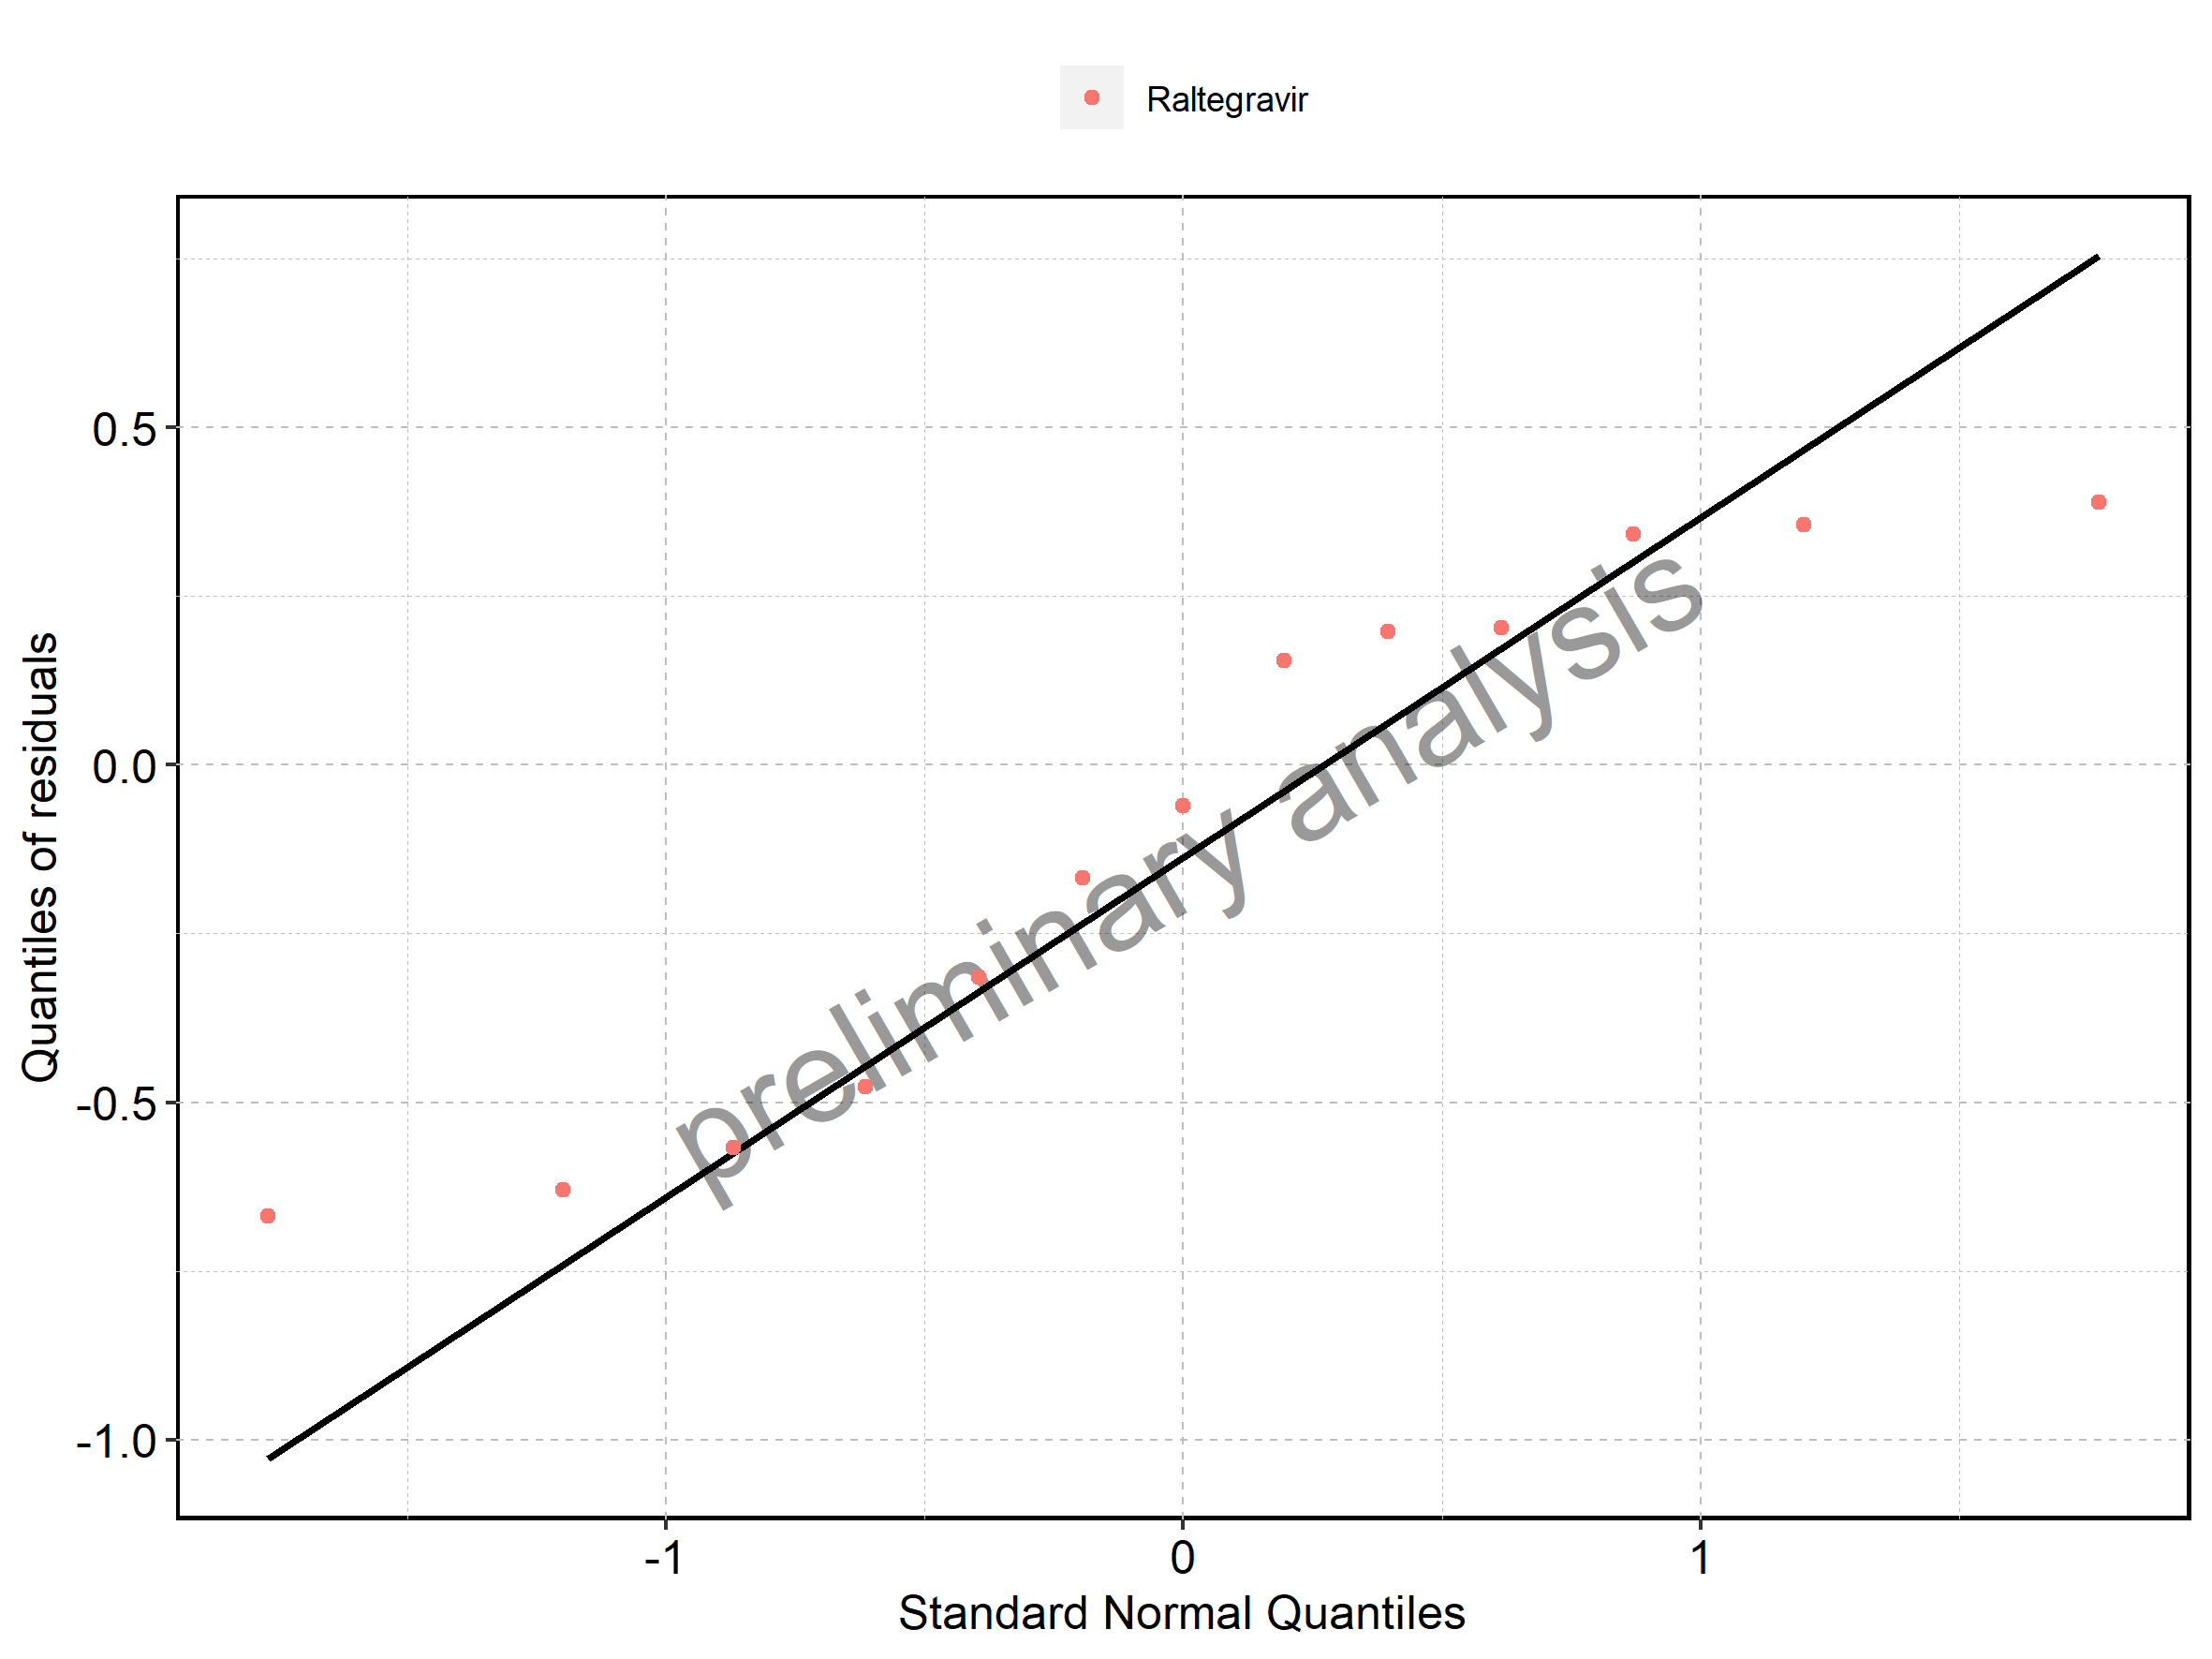 Raltegravir
0.5
0.0
-0.5
-1.0
Quantiles of residuals
preliminary analysis
-1 0 1
Standard Normal Quantiles